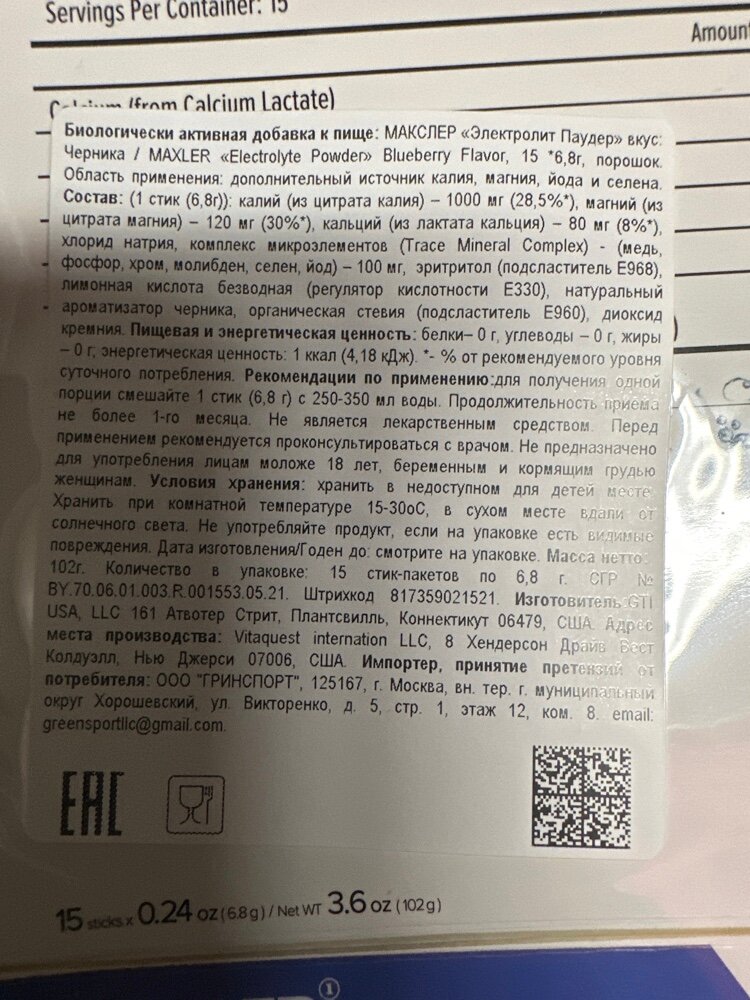 Servings Per Container: 15
Amount
Calcium (from Calcium Lactate)
Биологически активная добавка к пище: МАКСЛЕР «Электролит Паудер» вкус:
Черника / MAXLER «Electrolyte Powder» Blueberry Flavor, 15 *6,8г, порошок.
Область применения: дополнительный источник калия, магния, йода и селена.
Состав: (1 стик (6,8г)): калий (из цитрата калия) – 1000 мг (28,5%*), магний (из
цитрата магния) – 120 мг (30%*), кальций (из лактата кальция) – 80 мг (8%*),
хлорид натрия, комплекс микроэлементов (Trace Mineral Complex) - (медь,
фосфор, хром, молибден, селен, йод) – 100 мг, эритритол (подсластитель Е968),
лимонная кислота безводная (регулятор кислотности Е330), натуральный
ароматизатор черника, органическая стевия (подсластитель Е960), диоксид
кремния. Пищевая и энергетическая ценность: белки– 0 г, углеводы – 0 г, жиры
– 0 г; энергетическая ценность: 1 ккал (4,18 кДж). *- % от рекомендуемого уровня
суточного потребления. Рекомендации по применению:для получения одной
порции смешайте 1 стик (6,8 г) с 250-350 мл воды. Продолжительность приема
не более 1-го месяца. Не является лекарственным средством. Перед
применением рекомендуется проконсультироваться с врачом. Не предназначено
для употребления лицам моложе 18 лет, беременным и кормящим грудью
женщинам. Условия хранения: хранить в недоступном для детей месте.
Хранить при комнатной температуре 15-30оС, в сухом месте вдали от
солнечного света. Не употребляйте продукт, если на упаковке есть видимые
повреждения. Дата изготовления/Годен до: смотрите на упаковке. Масса нетто:
102г. Количество в упаковке: 15 стик-пакетов по 6,8 г. СГР №
BY.70.06.01.003.R.001553.05.21. Штрихкод 817359021521. Изготовитель:GTI
USA, LLC 161 Атвотер Стрит, Плантсвилль, Коннектикут 06479, США. Адрес
места производства: Vitaquest internation LLC, 8 Хендерсон Драйв Вест
Колдуэлл, Нью Джерси 07006, США. Импортер, принятие претензий от
потребителя: ООО "ГРИНСПОРТ", 125167, г. Москва, вн. тер. г. муниципальный
округ Хорошевский, ул. Викторенко, д. 5, стр. 1, этаж 12, ком. 8. email:
greensportllc@gmail.com.
EAC
15 sticks x 0.24 oz (6.8g) / Net WT 3.6 oz (102g)